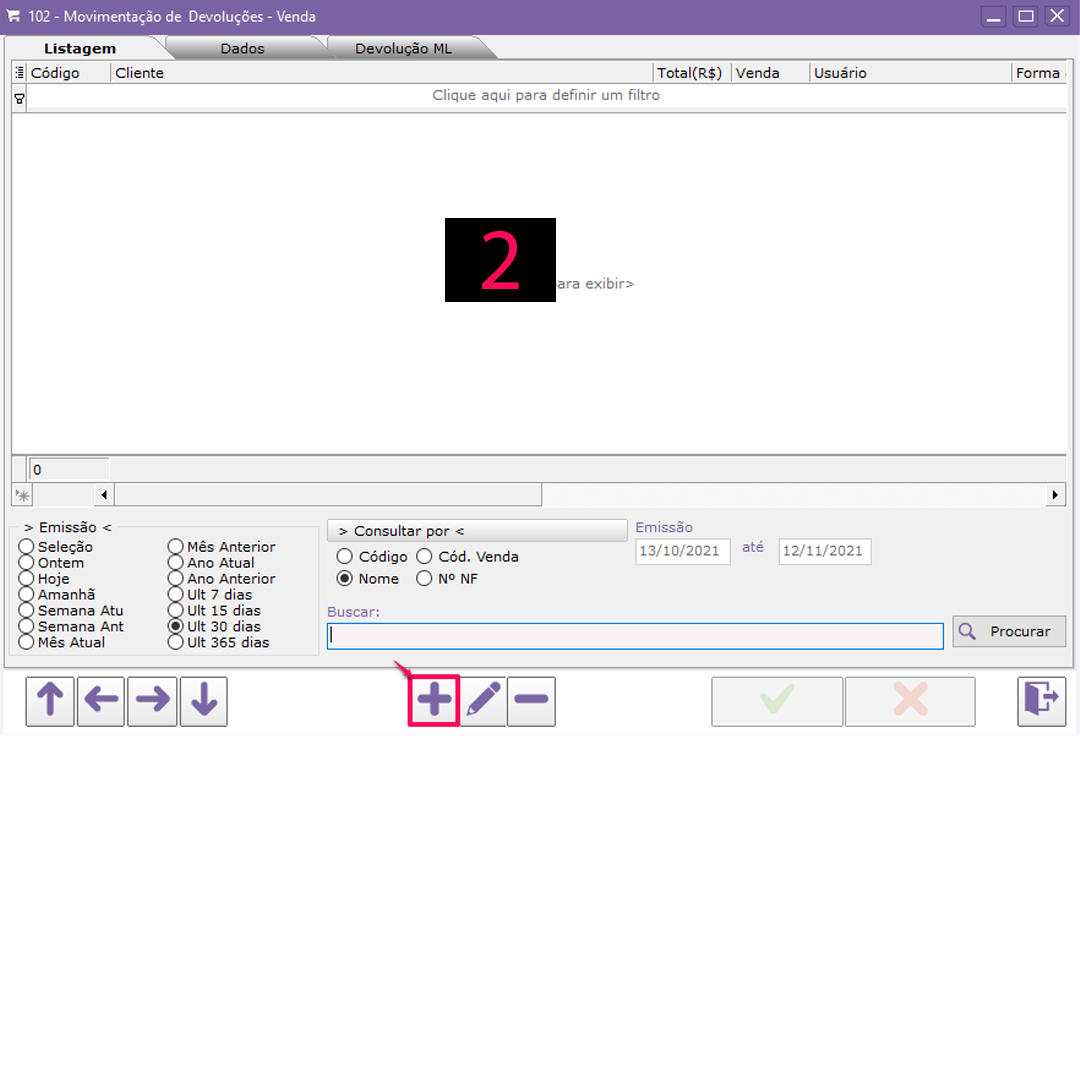 102 - Movimentação de Devoluções - Venda
Listagem Dados Devolução ML
Código Cliente Total(R$) Venda Usuário Forma
Clique aqui para definir um filtro
2
ara exibir>
0
> Emissão < > Consultar por < Emissão
Seleção Mês Anterior Código Cód. Venda 13/10/2021 até 12/11/2021
Ontem Ano Atual
Hoje Ano Anterior Nome Nº NF
Amanhã Ult 7 dias
Semana Atu Ult 15 dias Buscar:
Semana Ant Ult 30 dias Procurar
Mês Atual Ult 365 dias